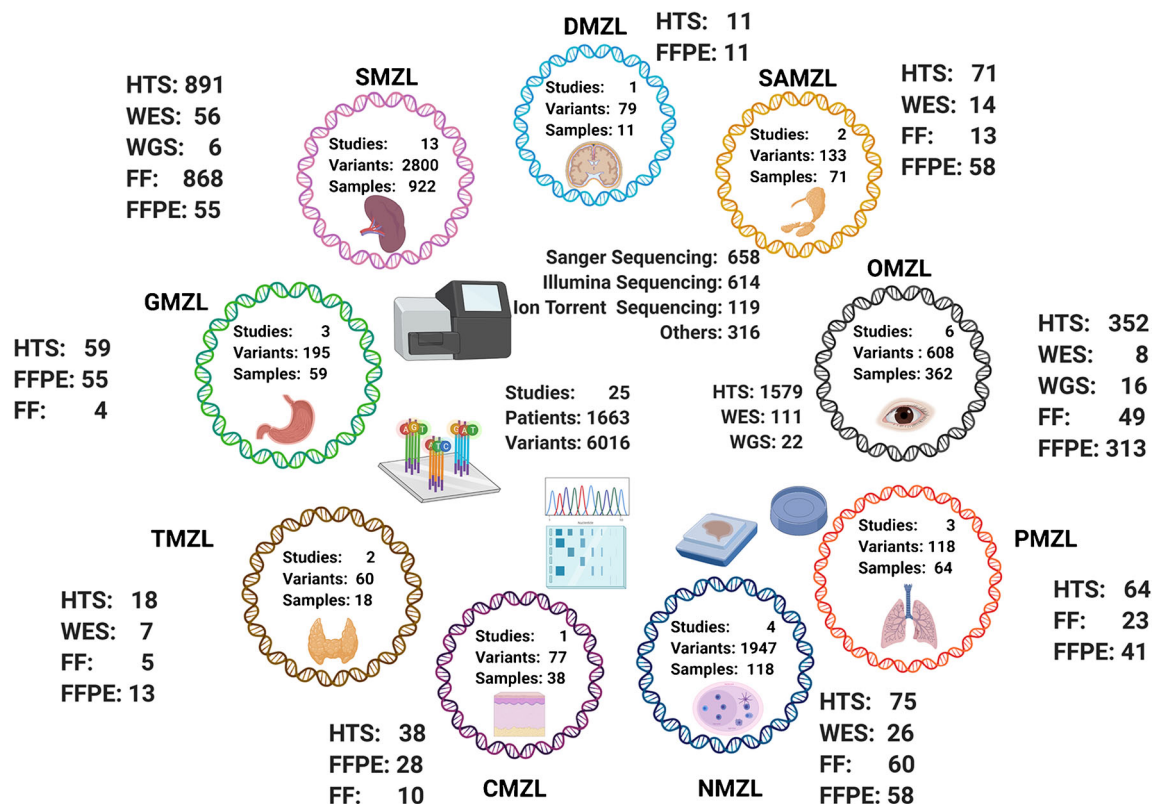 DMZL
HTS: 11
FFPE: 11
Studies: 1
Variants: 79
Samples: 11
SMZL
HTS: 891
WES: 56
WGS: 6
FF: 868
FFPE: 55
Studies: 13
Variants: 2800
Samples: 922
SAMZL
HTS: 71
WES: 14
FF: 13
FFPE: 58
Studies: 2
Variants: 133
Samples: 71
Sanger Sequencing: 658
Illumina Sequencing: 614
Ion Torrent Sequencing: 119
Others: 316
GMZL
HTS: 59
FFPE: 55
FF: 4
Studies: 3
Variants: 195
Samples: 59
OMZL
HTS: 352
WES: 8
WGS: 16
FF: 49
FFPE: 313
Studies: 6
Variants : 608
Samples: 362
Studies: 25
Patients: 1663
Variants: 6016
HTS: 1579
WES: 111
WGS: 22
A G T
A T C
G A T
TMZL
HTS: 18
WES: 7
FF: 5
FFPE: 13
Studies: 2
Variants: 60
Samples: 18
PMZL
HTS: 64
FF: 23
FFPE: 41
Studies: 3
Variants: 118
Samples: 64
Studies: 1
Variants: 77
Samples: 38
HTS: 38
FFPE: 28
FF: 10
CMZL
Studies: 4
Variants: 1947
Samples: 118
HTS: 75
WES: 26
FF: 60
FFPE: 58
NMZL